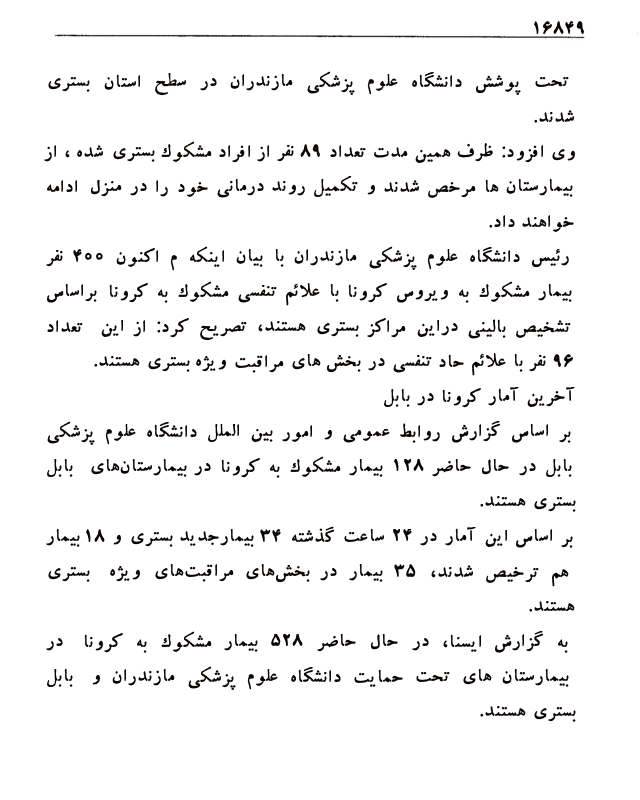 ۱۶۸۴۹
تحت پوشش دانشگاه علوم پزشکی مازندران در سطح استان بستری
شدند.
وی افزود: ظرف همین مدت تعداد ۸۹ نفر از افراد مشکوك بستری شده ، از
بیمارستان ها مرخص شدند و تکمیل روند درمانی خود را در منزل ادامه
خواهند داد.
رئیس دانشگاه علوم پزشکی مازندران با بیان اینکه م اکنون ۴۰۰ نفر
بیمار مشکوك به ویروس کرونا با علائم تنفسی مشکوك به کرونا براساس
تشخیص بالینی دراین مراکز بستری هستند، تصریح کرد: از این تعداد
۹۶ نفر با علائم حاد تنفسی در بخش های مراقبت ویژه بستری هستند.
آخرین آمار کرونا در بابل
بر اساس گزارش روابط عمومی و امور بین الملل دانشگاه علوم پزشکی
بابل در حال حاضر ۱۲۸ بیمار مشکوك به کرونا در بیمارستان‌های بابل
بستری هستند.
بر اساس این آمار در ۲۴ ساعت گذشته ۳۴ بیمارجدید بستری و ۱۸ بیمار
هم ترخیص شدند، ۳۵ بیمار در بخش‌های مراقبت‌های ویژه بستری
هستند.
به گزارش ایسنا، در حال حاضر ۵۲۸ بیمار مشکوك به کرونا در
بیمارستان های تحت حمایت دانشگاه علوم پزشکی مازندران و بابل
بستری هستند.